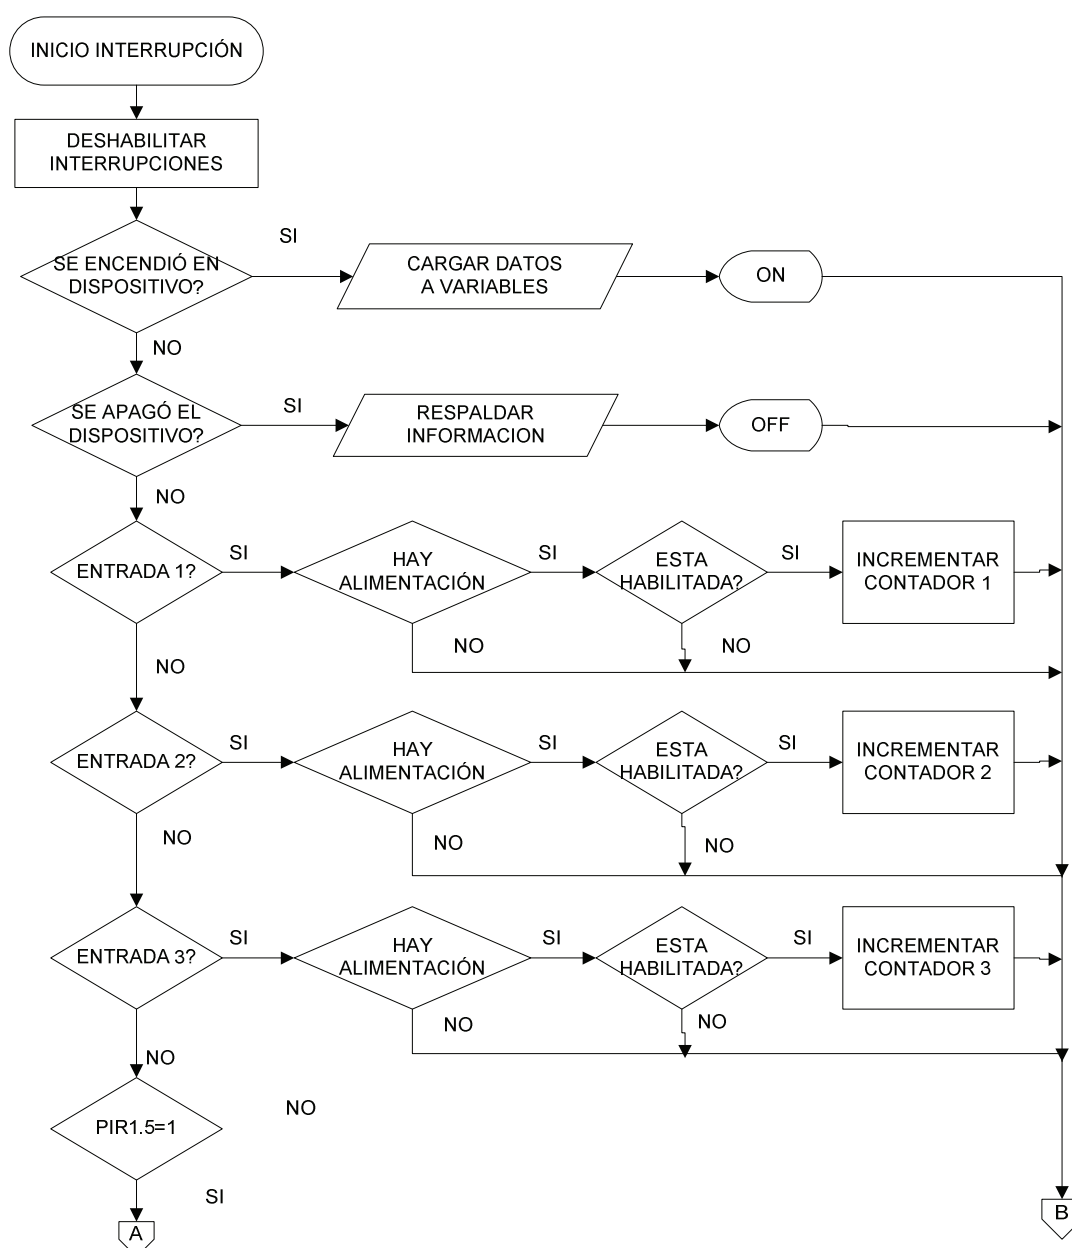 INICIO INTERRUPCIÓN
DESHABILITAR
INTERRUPCIONES
SE ENCENDIÓ EN
DISPOSITIVO?
SI
CARGAR DATOS
A VARIABLES
ON
NO
SE APAGÓ EL
DISPOSITIVO?
SI
RESPALDAR
INFORMACION
OFF
NO
ENTRADA 1?
SI
HAY
ALIMENTACIÓN
SI
ESTA
HABILITADA?
SI
INCREMENTAR
CONTADOR 1
NO
NO
NO
ENTRADA 2?
SI
HAY
ALIMENTACIÓN
SI
ESTA
HABILITADA?
SI
INCREMENTAR
CONTADOR 2
NO
NO
NO
ENTRADA 3?
SI
HAY
ALIMENTACIÓN
SI
ESTA
HABILITADA?
SI
INCREMENTAR
CONTADOR 3
NO
NO
NO
PIR1.5=1
NO
SI
A
B